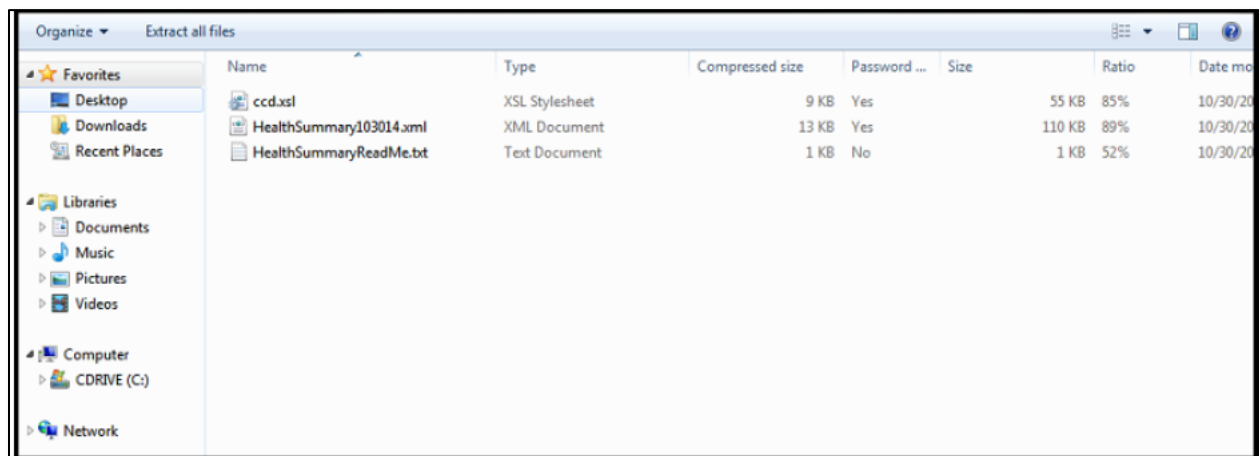 Organize Extract all files
Name Type Compressed size Password ... Size Ratio Date mo
Favorites
Desktop
Downloads
Recent Places
Libraries
Documents
Music
Pictures
Videos
Computer
CDRIVE (C:)
Network
ccd.xsl XSL Stylesheet 9 KB Yes 55 KB 85% 10/30/20
HealthSummary103014.xml XML Document 13 KB Yes 110 KB 89% 10/30/20
HealthSummaryReadMe.txt Text Document 1 KB No 1 KB 52% 10/30/20